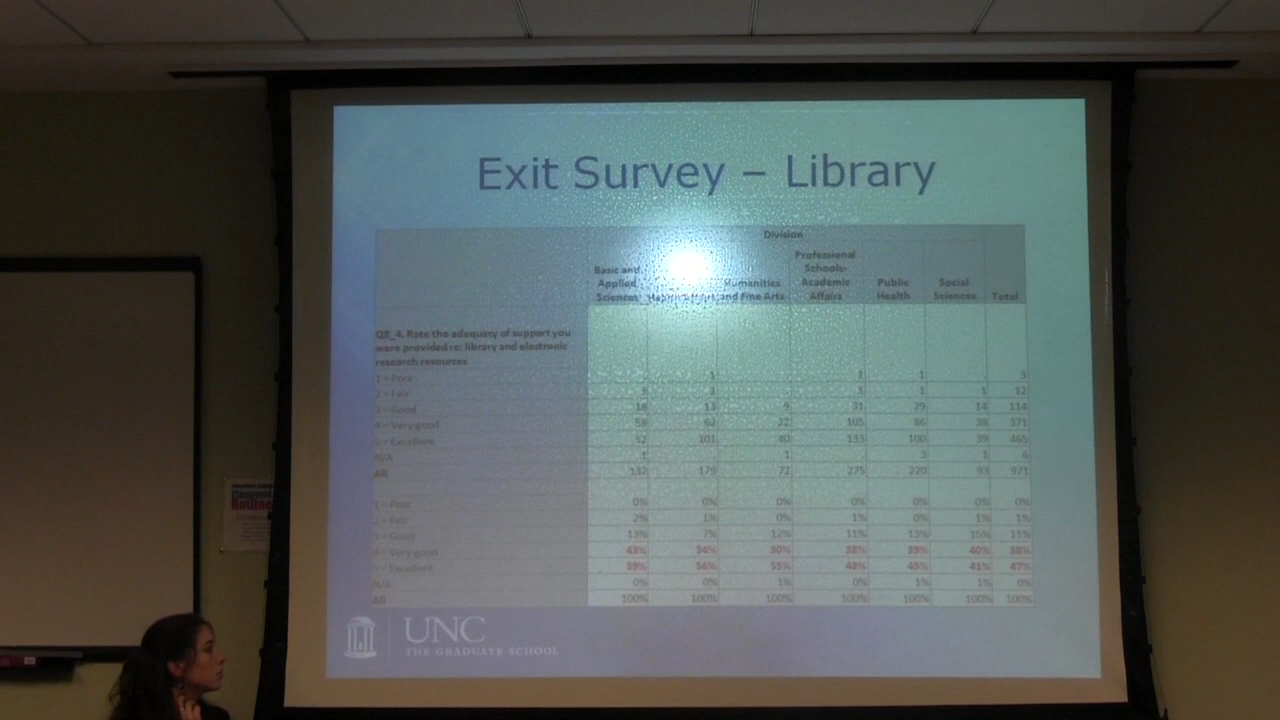 Exit Survey – Library
Division
Basic and Applied Sciences Health Affairs Humanities and Fine Arts Professional Schools- Academic Affairs Public Health Social Sciences Total
Q9_4. Rate the adequacy of support you
were provided re: library and electronic
research resources
1 = Poor 1 1 1 3
2 = Fair 2 5 1 1 12
3 = Good 18 13 9 31 29 14 114
4 = Very good 58 62 22 105 86 38 371
5 = Excellent 52 101 40 133 100 39 465
N/A 1 1 3 1 6
All 132 179 72 275 220 93 971
1 = Poor 0% 0% 0% 0% 0% 0% 0%
2 = Fair 2% 1% 0% 1% 0% 1% 1%
3 = Good 13% 7% 12% 11% 13% 15% 11%
4 = Very good 43% 34% 30% 38% 39% 40% 38%
5 = Excellent 39% 56% 55% 48% 45% 41% 47%
N/A 0% 0% 1% 0% 1% 1% 0%
All 100% 100% 100% 100% 100% 100% 100%
UNC
THE GRADUATE SCHOOL